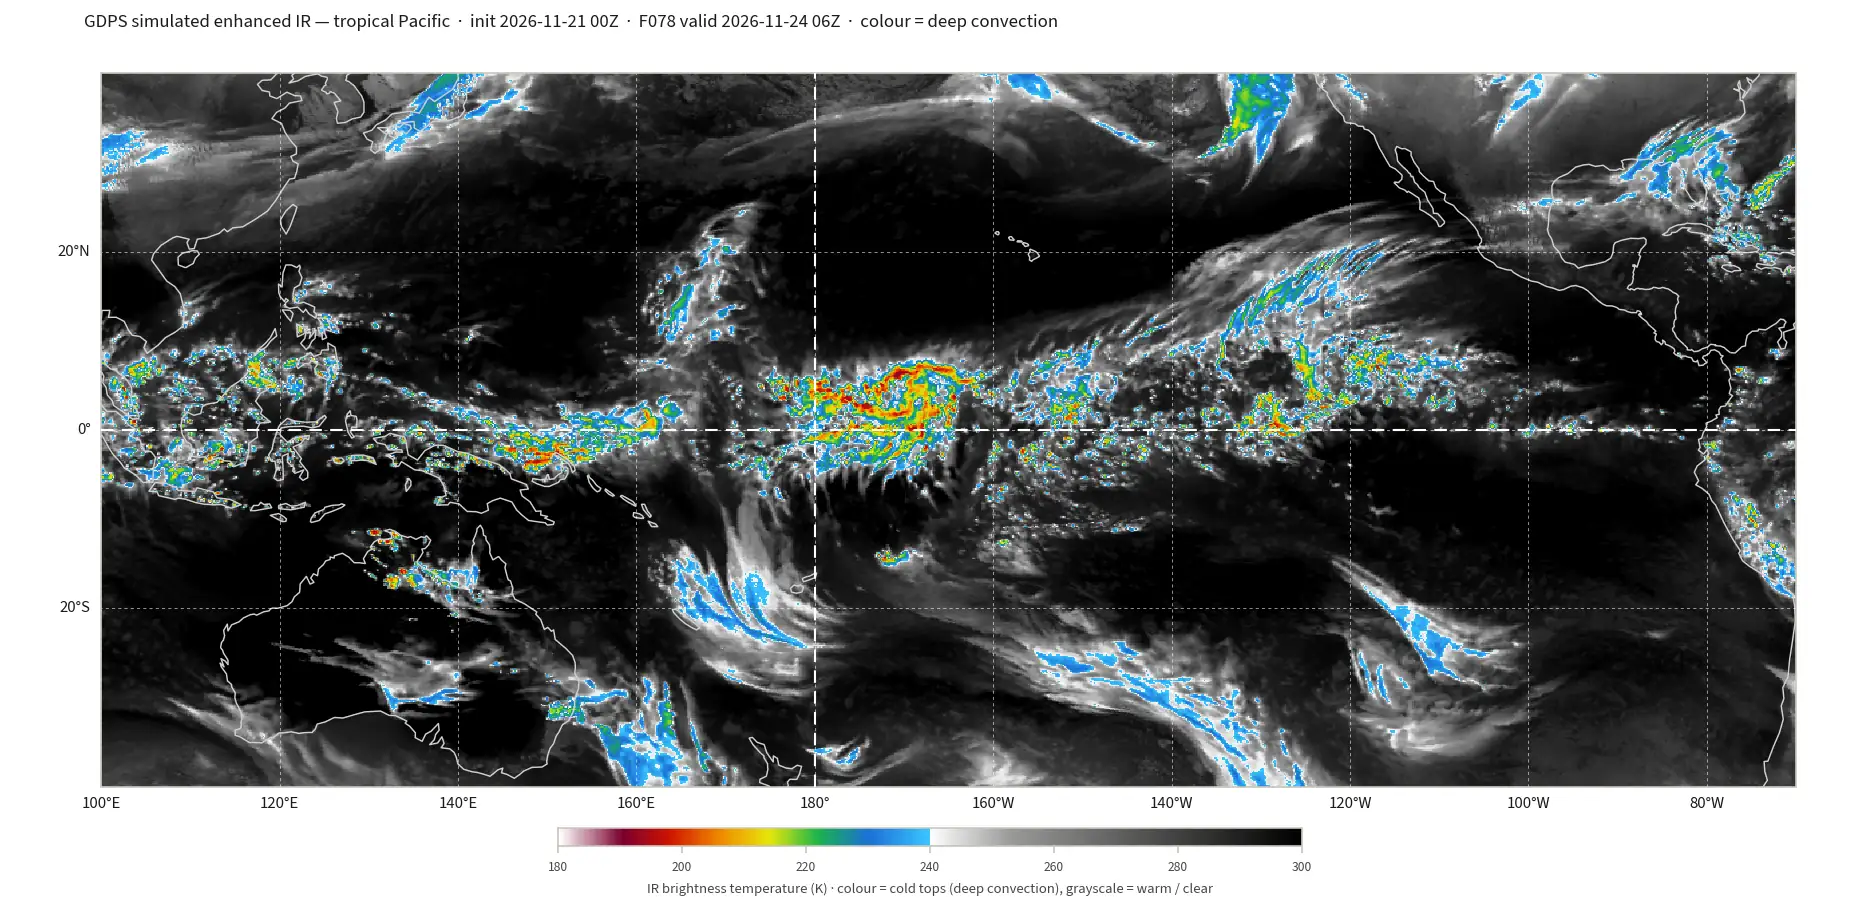 GDPS simulated enhanced IR — tropical Pacific · init 2026-11-21 00Z · F078 valid 2026-11-24 06Z · colour = deep convection
20°N
0°
20°S
100°E 120°E 140°E 160°E 180° 160°W 140°W 120°W 100°W 80°W
180 200 220 240 260 280 300
IR brightness temperature (K) · colour = cold tops (deep convection), grayscale = warm / clear